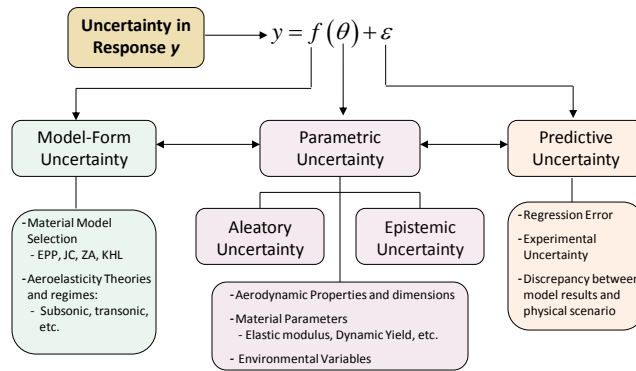 Uncertainty in
Response y
y = f(θ) + ε
Model-Form
Uncertainty
Parametric
Uncertainty
Predictive
Uncertainty
-Material Model
Selection
- EPP, JC, ZA, KHL
-Aeroelasticity Theories
and regimes:
- Subsonic, transonic,
etc.
Aleatory
Uncertainty
Epistemic
Uncertainty
-Aerodynamic Properties and dimensions
-Material Parameters
- Elastic modulus, Dynamic Yield, etc.
- Environmental Variables
-Regression Error
-Experimental
Uncertainty
-Discrepancy between
model results and
physical scenario